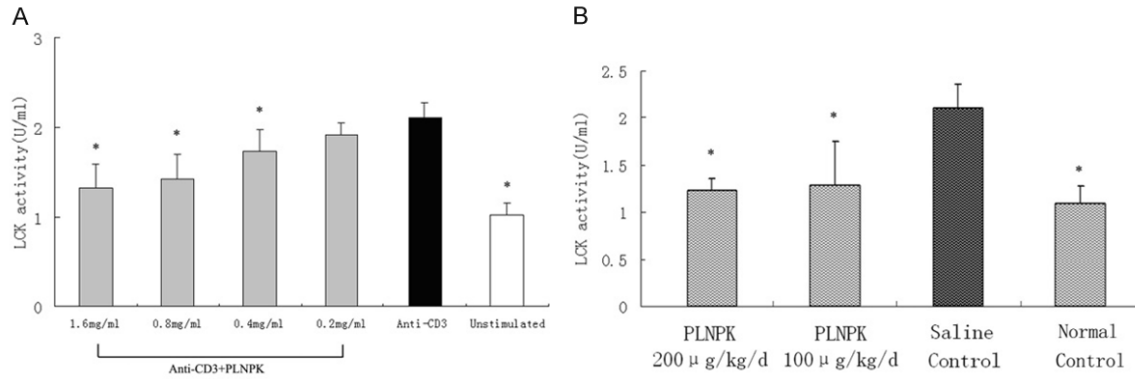 A
LCK activity(U/ml)
3
2
1
0
* * * *
1.6mg/ml 0.8mg/ml 0.4mg/ml 0.2mg/ml Anti-CD3 Unstimulated
Anti-CD3+PLNPK
B
LCK activity(U/ml)
2.5
2
1.5
1
0.5
0
* * *
PLNPK PLNPK Saline Normal
200μg/kg/d 100μg/kg/d Control Control